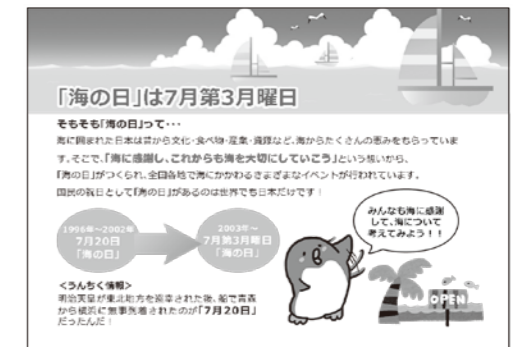 「海の日」は7月第3月曜日
そもそも「海の日」って・・・
海に囲まれた日本は昔から文化・食べ物・産業・資源など、海からたくさんの恵みをもらっていま
す。そこで、「海に感謝し、これからも海を大切にしていこう」という想いから、
「海の日」がつくられ、全国各地で海にかかわるさまざまなイベントが行われています。
国民の祝日として「海の日」があるのは世界でも日本だけです！
1996年～2002年
7月20日
「海の日」
2003年～
7月第3月曜日
「海の日」
みんなも海に感謝
して、海について
考えてみよう！！
<うんちく情報>
明治天皇が東北地方を巡幸された後、船で青森
から横浜に無事到着されたのが「7月20日」
だったんだ！
OPEN